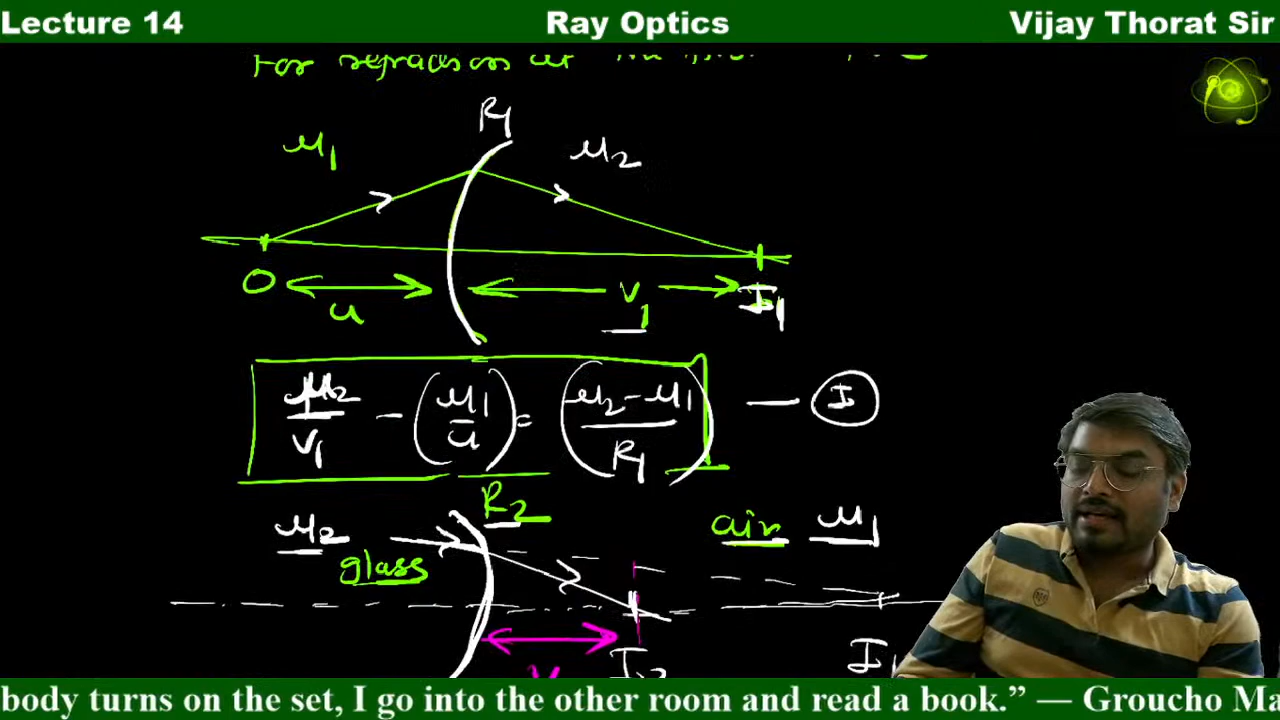 Lecture 14 Ray Optics Vijay Thorat Sir
For
R1
μ1 μ2
O u v1 I1
μ2/v1 - (μ1/u) = (μ2-μ1/R1) — I
R2
μ2 air μ1
glass
I1
body turns on the set, I go into the other room and read a book.” — Groucho Ma